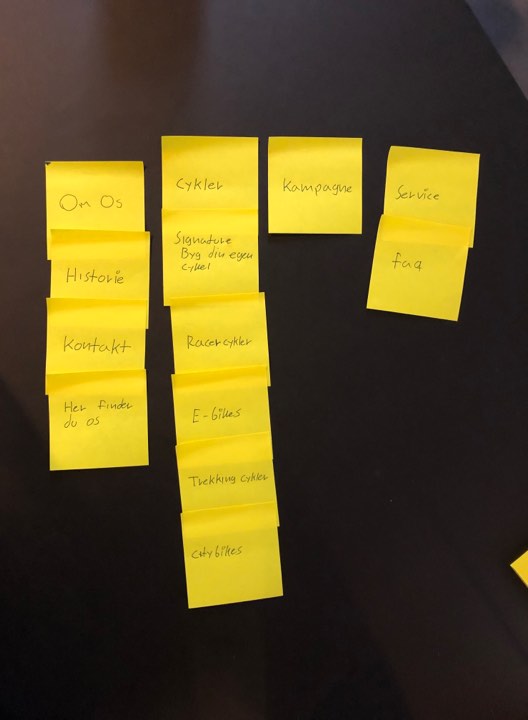 Om Os
Historie
Kontakt
Her finder
du os
Cykler
Signature
Byg din egen
cykel
Racercykler
E-bikes
Trekking cykler
citybikes
Kampagne
Service
faq